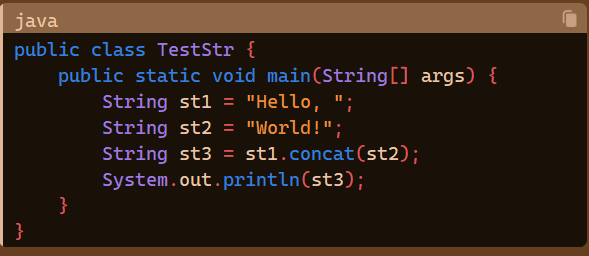 java
public class TestStr {
    public static void main(String[] args) {
        String st1 = "Hello, ";
        String st2 = "World!";
        String st3 = st1.concat(st2);
        System.out.println(st3);
    }
}